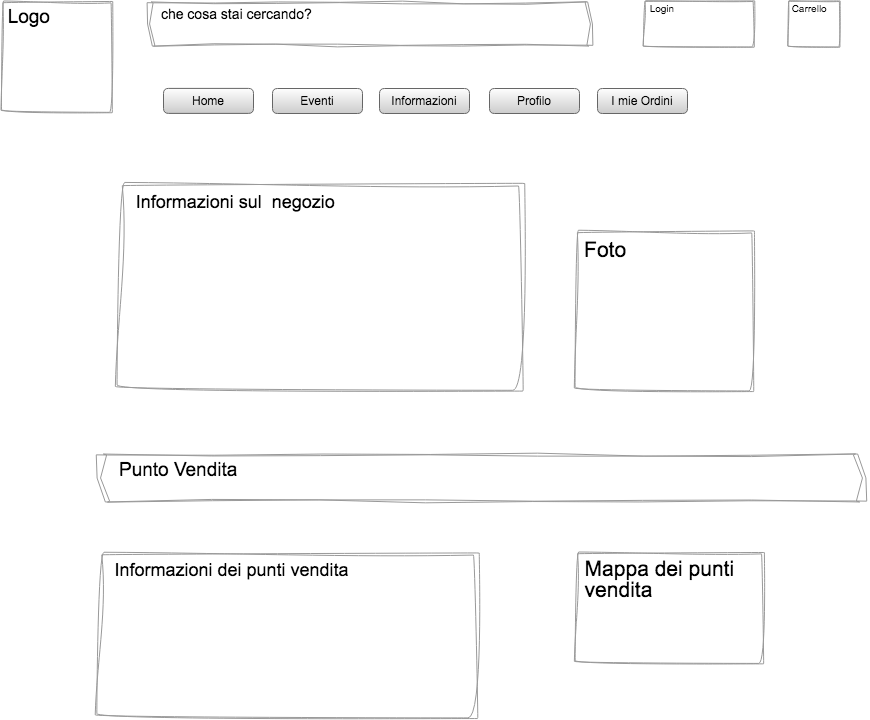 Logo
che cosa stai cercando?
Login
Carrello
Home
Eventi
Informazioni
Profilo
I mie Ordini
Informazioni sul  negozio
Foto
Punto Vendita
Informazioni dei punti vendita
Mappa dei punti
vendita